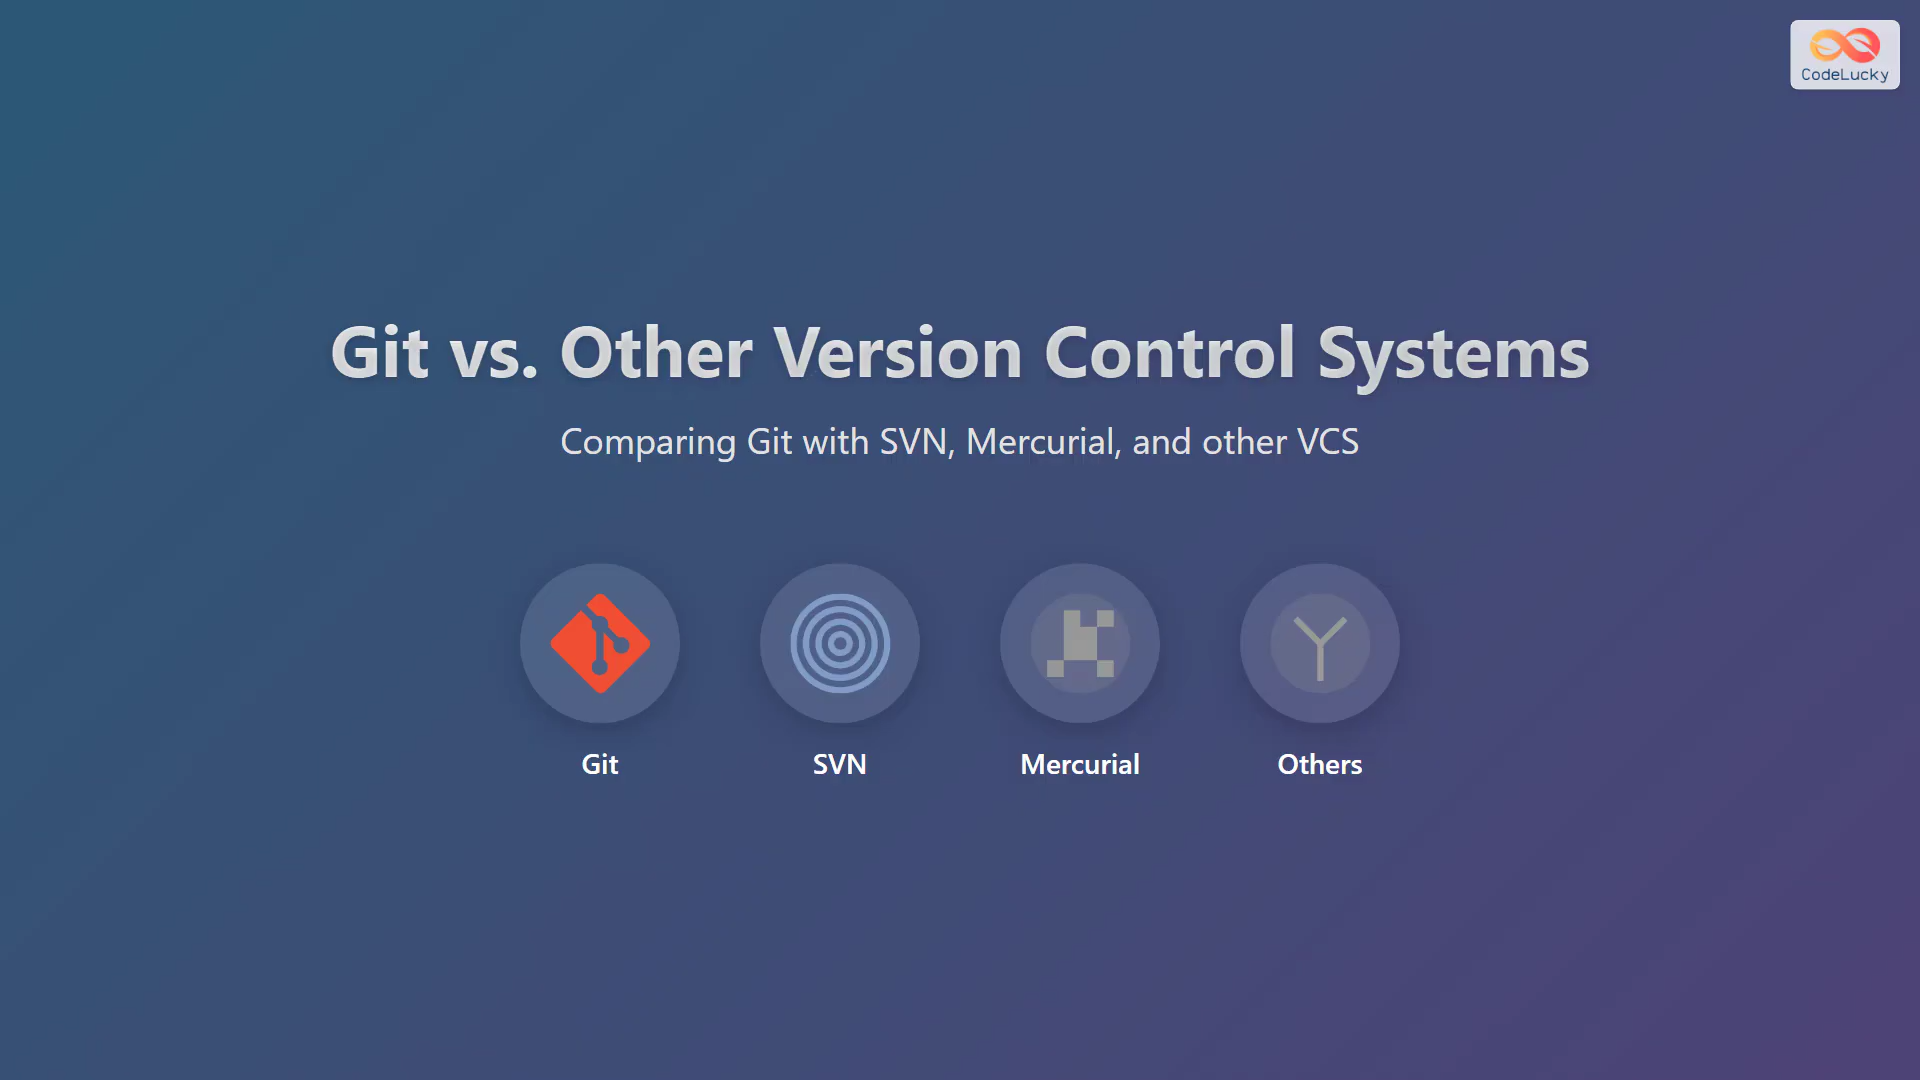 CodeLucky
Git vs. Other Version Control Systems
Comparing Git with SVN, Mercurial, and other VCS
Git
SVN
Mercurial
Others